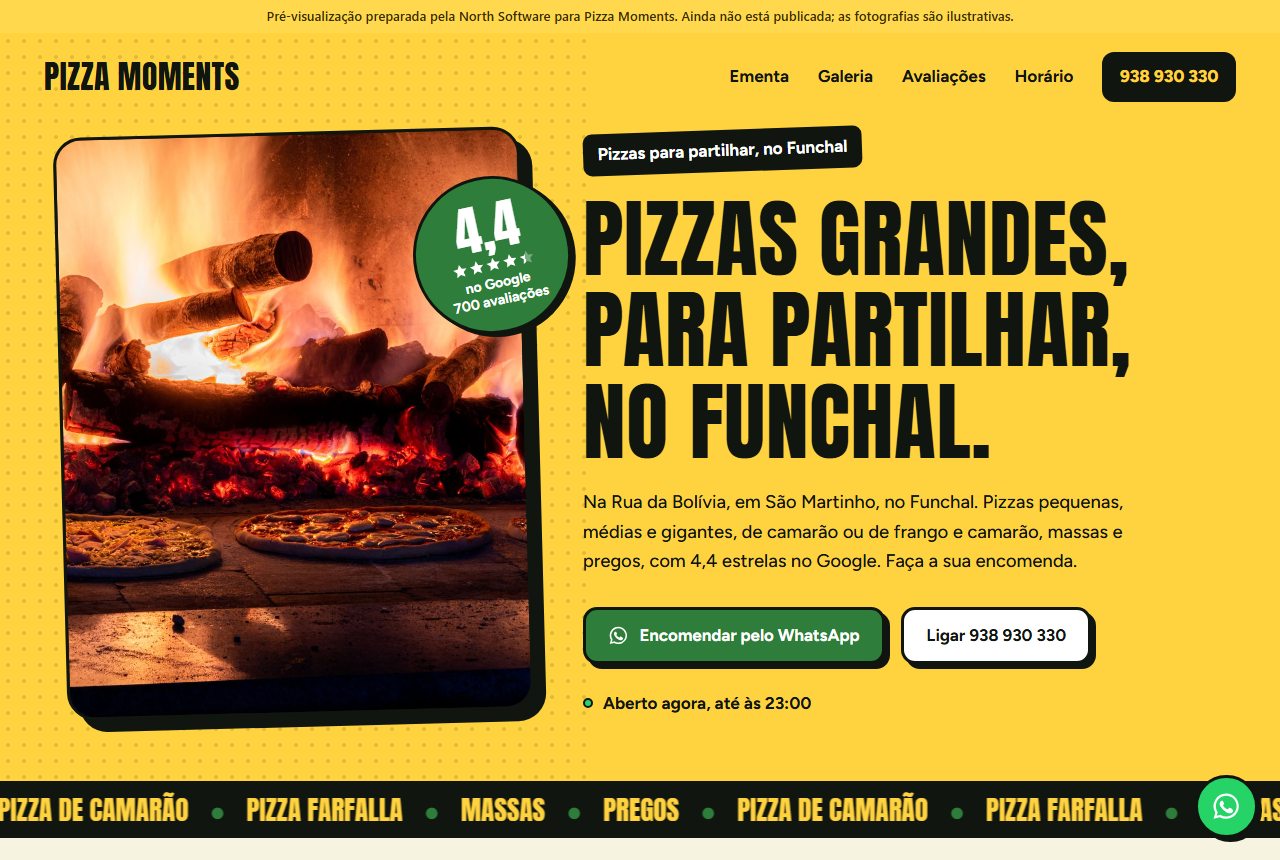 Pré-visualização preparada pela North Software para Pizza Moments. Ainda não está publicada; as fotografias são ilustrativas.
PIZZA MOMENTS
Ementa
Galeria
Avaliações
Horário
938 930 330
Pizzas para partilhar, no Funchal
4,4
no Google
700 avaliações
PIZZAS GRANDES,
PARA PARTILHAR,
NO FUNCHAL.
Na Rua da Bolívia, em São Martinho, no Funchal. Pizzas pequenas,
médias e gigantes, de camarão ou de frango e camarão, massas e
pregos, com 4,4 estrelas no Google. Faça a sua encomenda.
Encomendar pelo WhatsApp
Ligar 938 930 330
Aberto agora, até às 23:00
PIZZA DE CAMARÃO PIZZA FARFALLA MASSAS PREGOS PIZZA DE CAMARÃO PIZZA FARFALLA